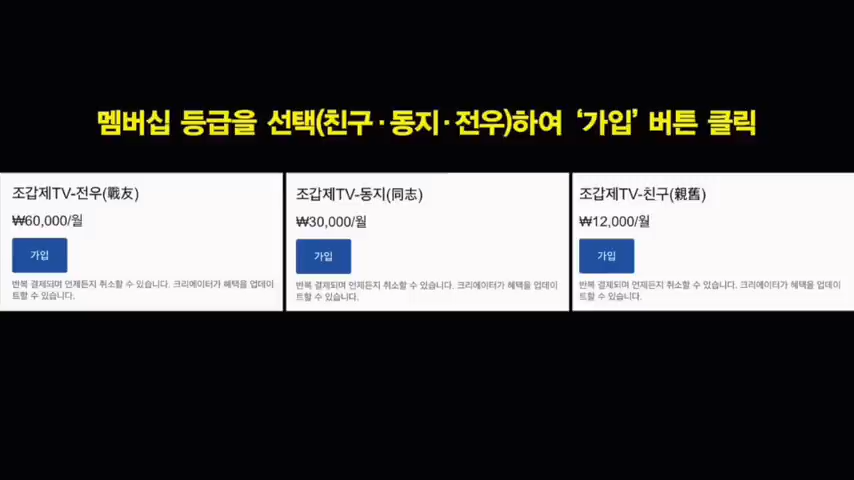 멤버십 등급을 선택(친구·동지·전우)하여 ‘가입’ 버튼 클릭
조갑제TV-전우(戰友)
₩60,000/월
가입
반복 결제되며 언제든지 취소할 수 있습니다. 크리에이터가 혜택을 업데이
트할 수 있습니다.
조갑제TV-동지(同志)
₩30,000/월
가입
반복 결제되며 언제든지 취소할 수 있습니다. 크리에이터가 혜택을 업데이
트할 수 있습니다.
조갑제TV-친구(親舊)
₩12,000/월
가입
반복 결제되며 언제든지 취소할 수 있습니다. 크리에이터가 혜택을 업데이
트할 수 있습니다.